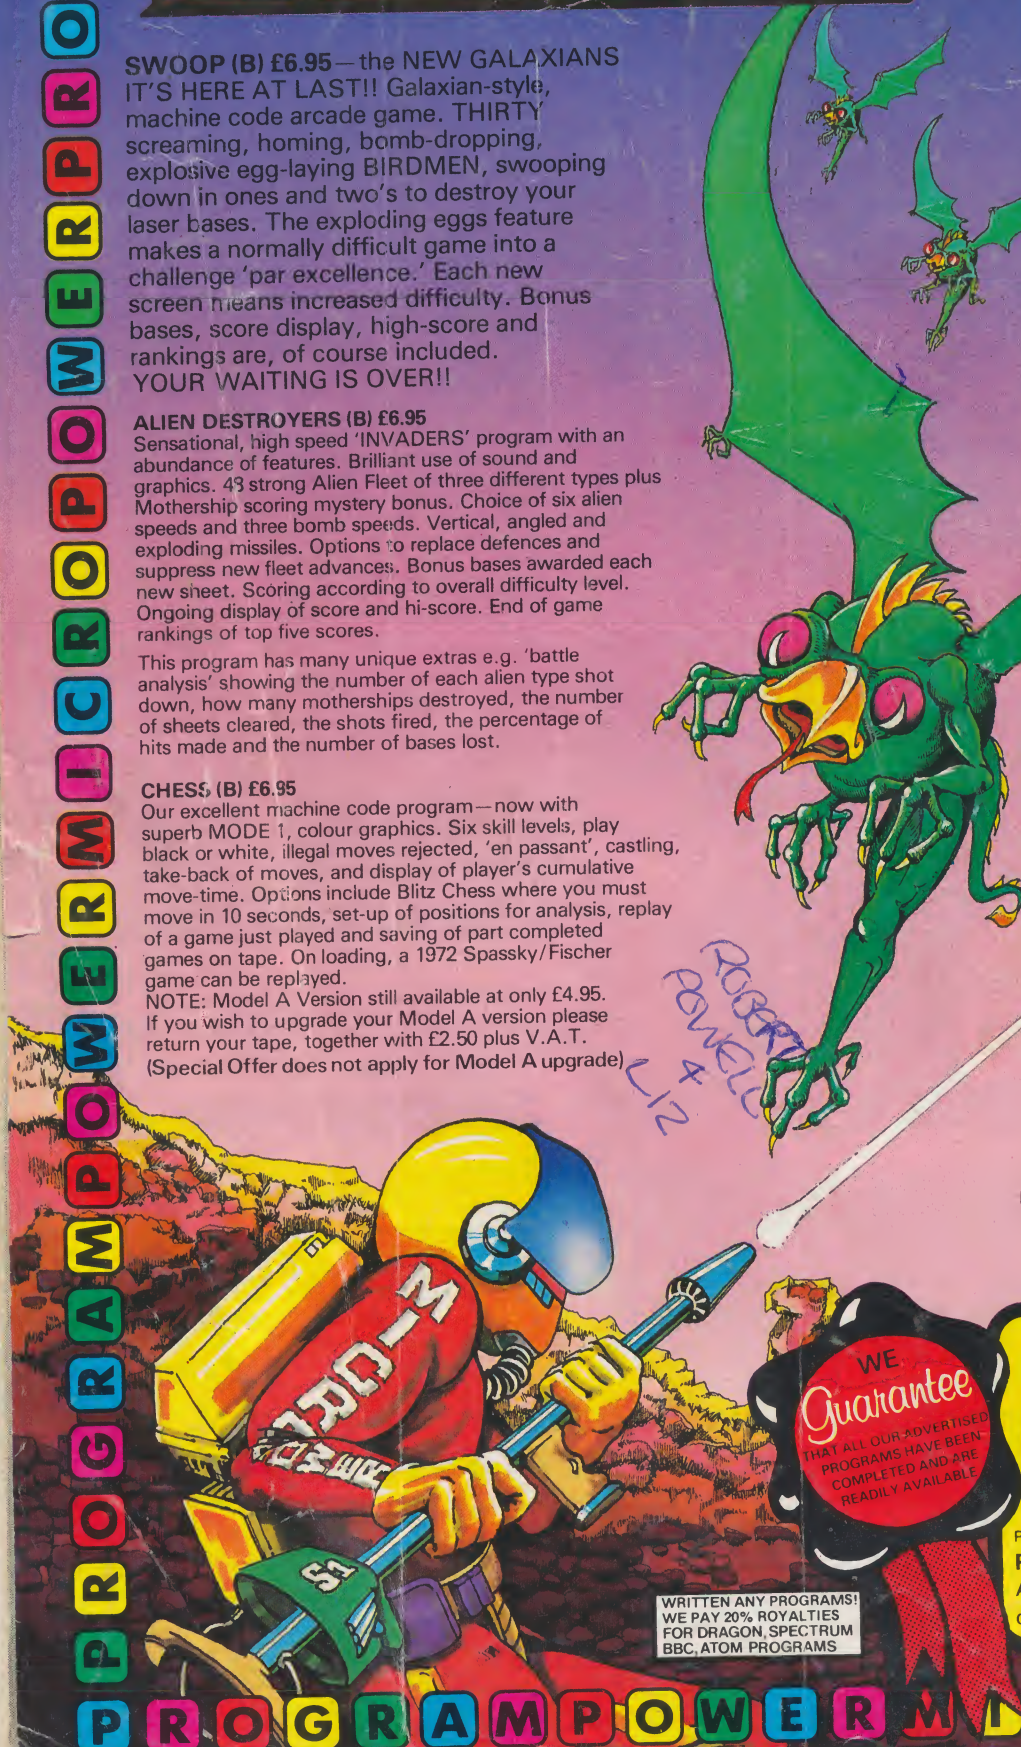 SWOOP (B) £6.95—the NEW GALAXIANS
IT'S HERE AT LAST!! Galaxian-style,
machine code arcade game. THIRTY
screaming, homing, bomb-dropping,
explosive egg-laying BIRDMEN, swooping
down in ones and two's to destroy your
laser bases. The exploding eggs feature
makes a normally difficult game into a
challenge 'par excellence.' Each new
screen means increased difficulty. Bonus
bases, score display, high-score and
rankings are, of course included.
YOUR WAITING IS OVER!!
ALIEN DESTROYERS (B) £6.95
Sensational, high speed 'INVADERS' program with an
abundance of features. Brilliant use of sound and
graphics. 48 strong Alien Fleet of three different types plus
Mothership scoring mystery bonus. Choice of six alien
speeds and three bomb speeds. Vertical, angled and
exploding missiles. Options to replace defences and
suppress new fleet advances. Bonus bases awarded each
new sheet. Scoring according to overall difficulty level.
Ongoing display of score and hi-score. End of game
rankings of top five scores.
This program has many unique extras e.g. 'battle
analysis' showing the number of each alien type shot
down, how many motherships destroyed, the number
of sheets cleared, the shots fired, the percentage of
hits made and the number of bases lost.
CHESS (B) £6.95
Our excellent machine code program—now with
superb MODE 1, colour graphics. Six skill levels, play
black or white, illegal moves rejected, 'en passant', castling,
take-back of moves, and display of player's cumulative
move-time. Options include Blitz Chess where you must
move in 10 seconds, set-up of positions for analysis, replay
of a game just played and saving of part completed
games on tape. On loading, a 1972 Spassky/Fischer
game can be replayed.
NOTE: Model A Version still available at only £4.95.
If you wish to upgrade your Model A version please
return your tape, together with £2.50 plus V.A.T.
(Special Offer does not apply for Model A upgrade)
ROBERT
POWELL
4
LIZ
MICRO
POWER
S1
WE
Guarantee
THAT ALL OUR ADVERTISED
PROGRAMS HAVE BEEN
COMPLETED AND ARE
READILY AVAILABLE
WRITTEN ANY PROGRAMS!
WE PAY 20% ROYALTIES
FOR DRAGON, SPECTRUM
BBC, ATOM PROGRAMS
PROGRAMPOWERMICROPOWERPRO
PROGRAMPOWERMI